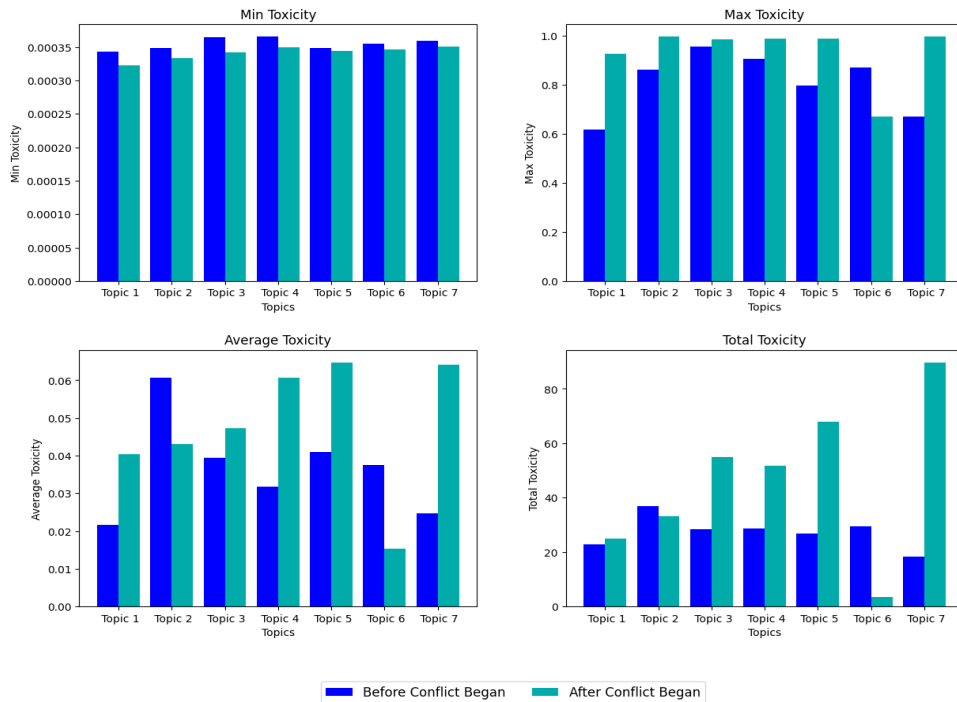 Min Toxicity
Min Toxicity
0.00035
0.00030
0.00025
0.00020
0.00015
0.00010
0.00005
0.00000
Topic 1 Topic 2 Topic 3 Topic 4 Topic 5 Topic 6 Topic 7
Topics
Max Toxicity
Max Toxicity
1.0
0.8
0.6
0.4
0.2
0.0
Topic 1 Topic 2 Topic 3 Topic 4 Topic 5 Topic 6 Topic 7
Topics
Average Toxicity
Average Toxicity
0.06
0.05
0.04
0.03
0.02
0.01
0.00
Topic 1 Topic 2 Topic 3 Topic 4 Topic 5 Topic 6 Topic 7
Topics
Total Toxicity
Total Toxicity
80
60
40
20
0
Topic 1 Topic 2 Topic 3 Topic 4 Topic 5 Topic 6 Topic 7
Topics
Before Conflict Began After Conflict Began